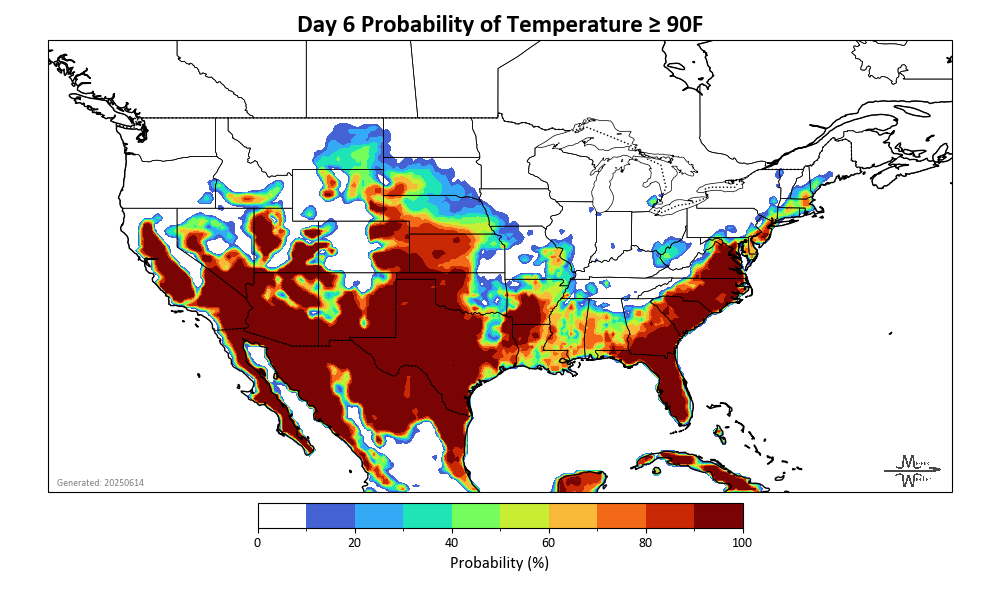 Day 6 Probability of Temperature ≥ 90F
Generated: 20250614
0 20 40 60 80 100
Probability (%)